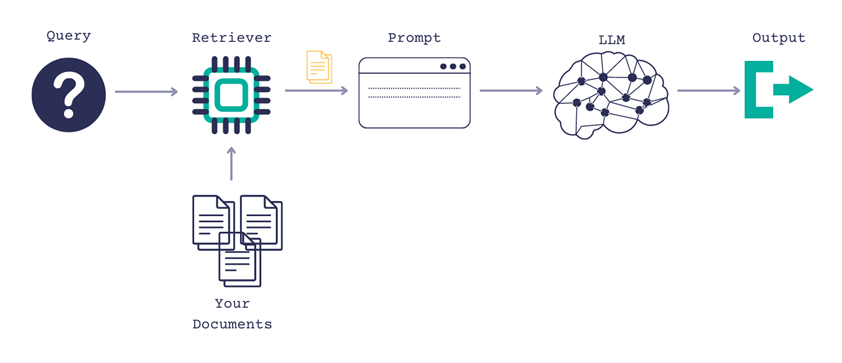 Query
Retriever
Prompt
LLM
Output
?
Your
Documents